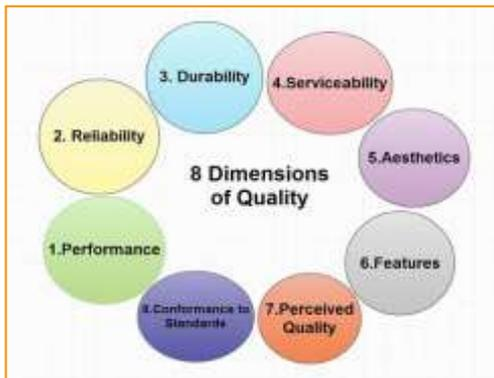 8 Dimensions
of Quality
1.Performance
2. Reliability
3. Durability
4.Serviceability
5.Aesthetics
6.Features
7.Perceived
Quality
8.Conformance to
Standards